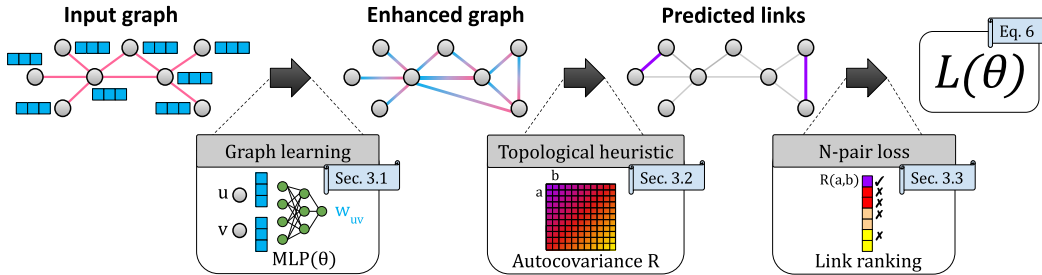 Input graph
Enhanced graph
Predicted links
Eq. 6
L(θ)
Graph learning
Sec. 3.1
u
v
w_uv
MLP(θ)
Topological heuristic
Sec. 3.2
b
a
Autocovariance R
N-pair loss
Sec. 3.3
R(a,b) ✓
✗
✗
✗
✗
Link ranking